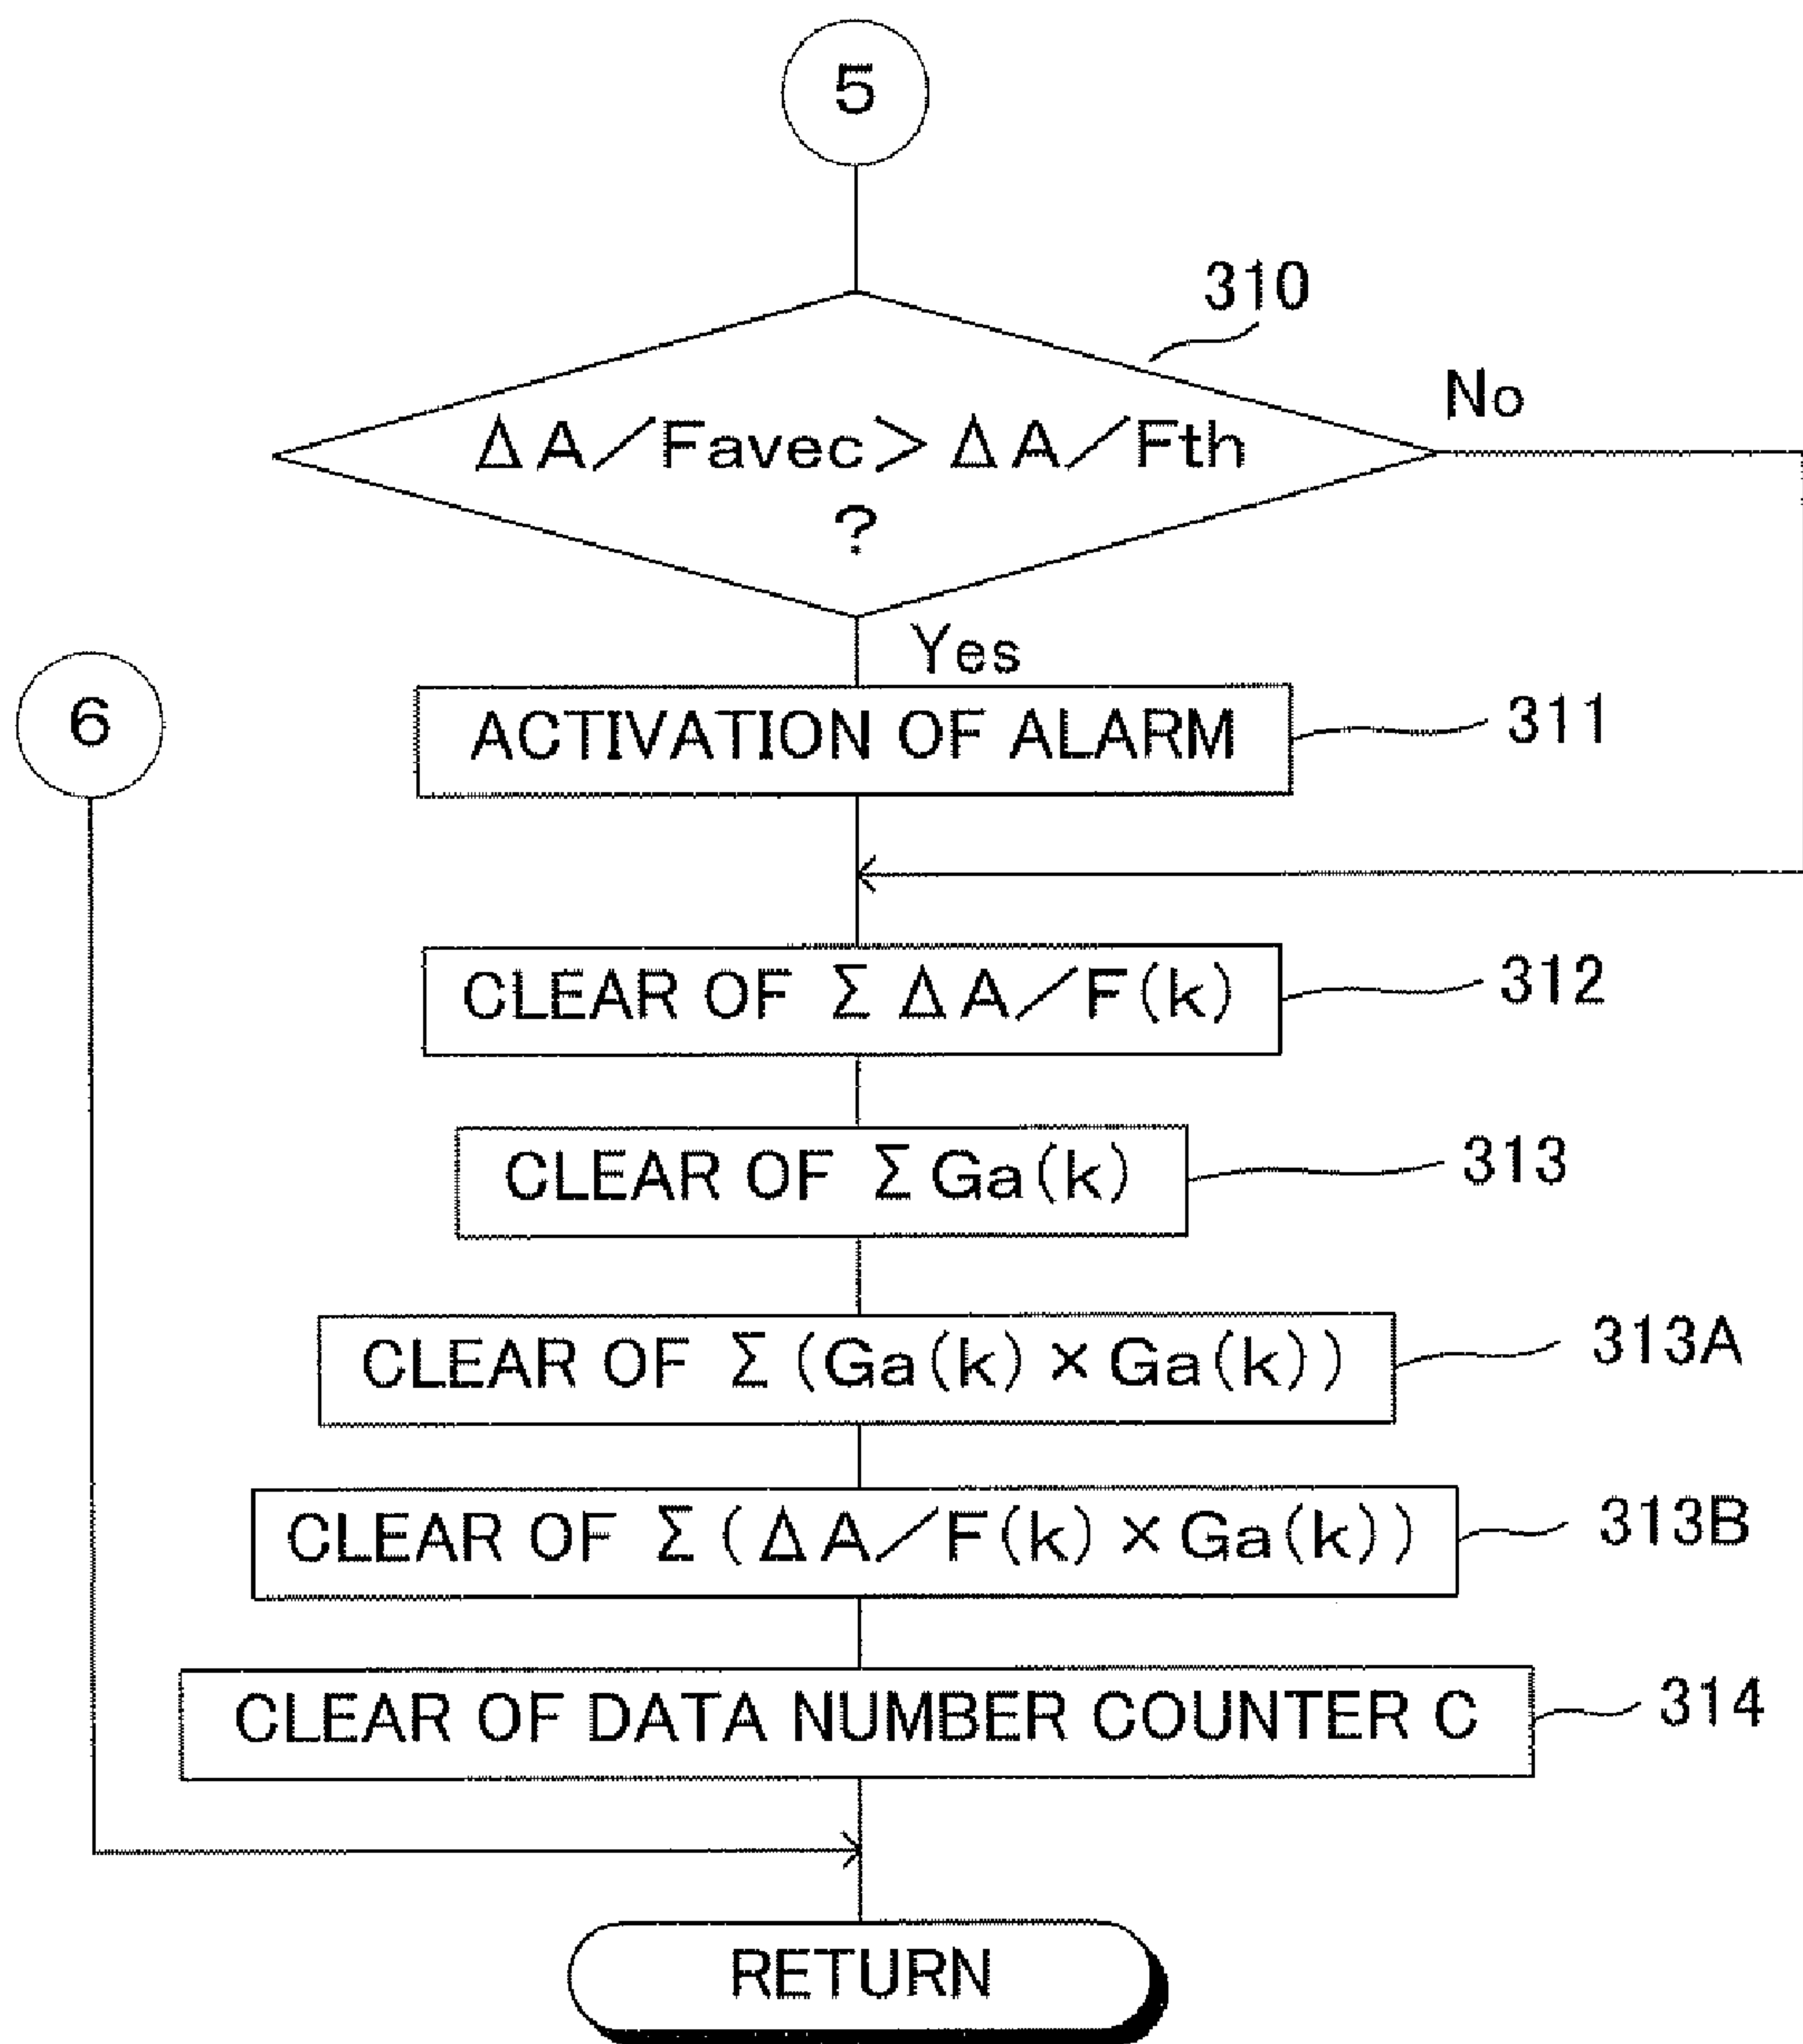 5
310
No
ΔA／Favec＞ΔA／Fth
?
Yes
6
ACTIVATION OF ALARM
311
CLEAR OF ΣΔA／F(k)
312
CLEAR OF ΣGa(k)
313
CLEAR OF Σ(Ga(k)×Ga(k))
313A
CLEAR OF Σ(ΔA／F(k)×Ga(k))
313B
CLEAR OF DATA NUMBER COUNTER C
314
RETURN